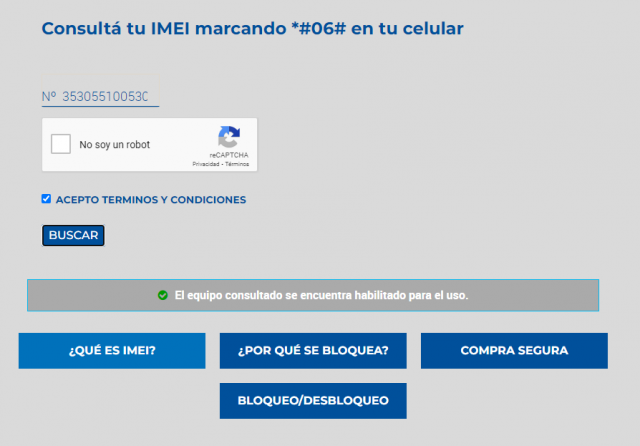 Consultá tu IMEI marcando *#06# en tu celular
Nº 35305510053C
No soy un robot
reCAPTCHA
Privacidad - Términos
ACEPTO TERMINOS Y CONDICIONES
BUSCAR
El equipo consultado se encuentra habilitado para el uso.
¿QUÉ ES IMEI?
¿POR QUÉ SE BLOQUEA?
COMPRA SEGURA
BLOQUEO/DESBLOQUEO